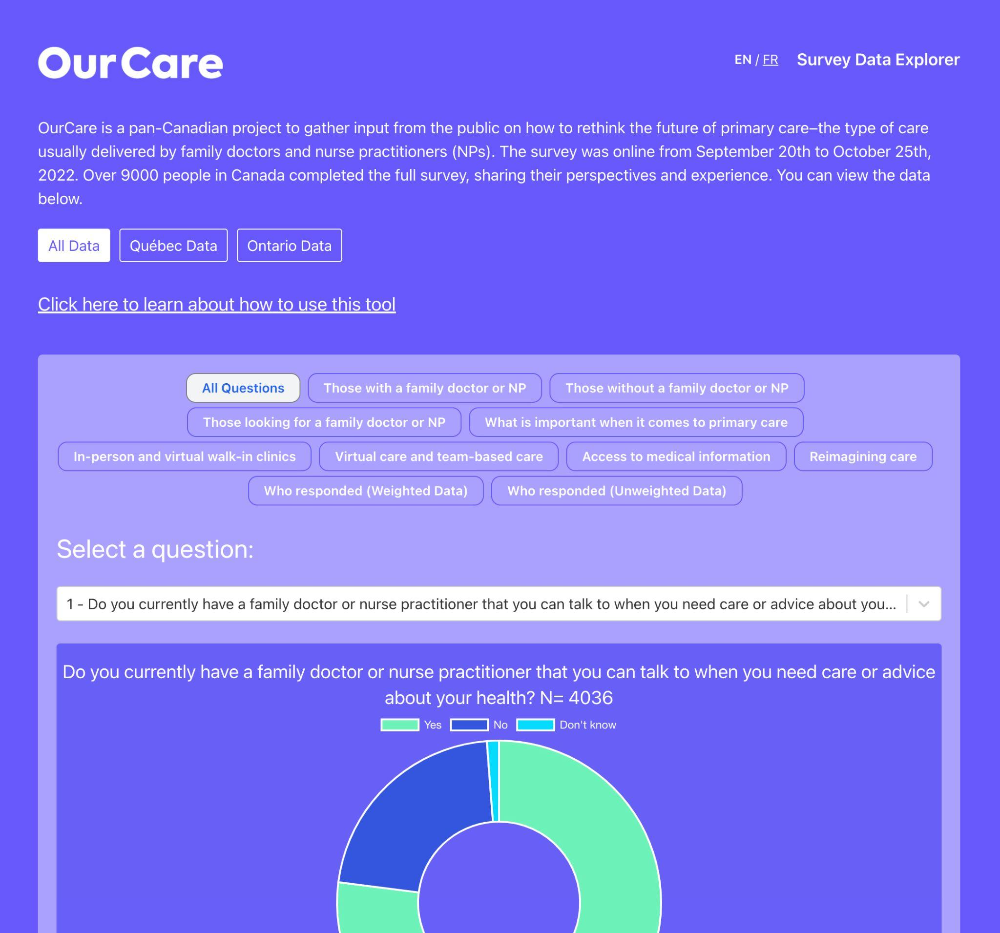 OurCare
EN / FR Survey Data Explorer
OurCare is a pan-Canadian project to gather input from the public on how to rethink the future of primary care–the type of care
usually delivered by family doctors and nurse practitioners (NPs). The survey was online from September 20th to October 25th,
2022. Over 9000 people in Canada completed the full survey, sharing their perspectives and experience. You can view the data
below.
All Data Québec Data Ontario Data
Click here to learn about how to use this tool
All Questions Those with a family doctor or NP Those without a family doctor or NP
Those looking for a family doctor or NP What is important when it comes to primary care
In-person and virtual walk-in clinics Virtual care and team-based care Access to medical information Reimagining care
Who responded (Weighted Data) Who responded (Unweighted Data)
Select a question:
1 - Do you currently have a family doctor or nurse practitioner that you can talk to when you need care or advice about you...
Do you currently have a family doctor or nurse practitioner that you can talk to when you need care or advice
about your health? N= 4036
Yes No Don't know